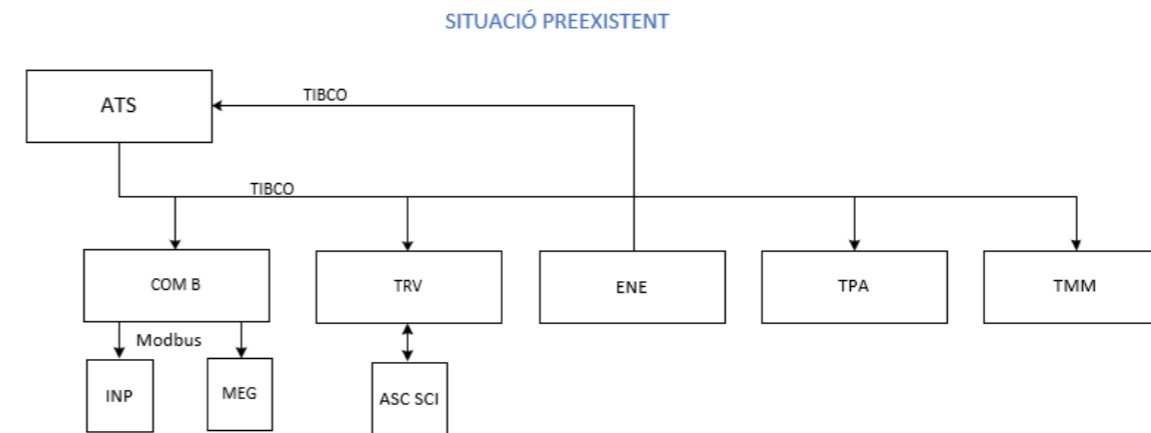 SITUACIÓ PREEXISTENT
ATS
TIBCO
TIBCO
COM B
TRV
ENE
TPA
TMM
Modbus
INP
MEG
ASC SCI